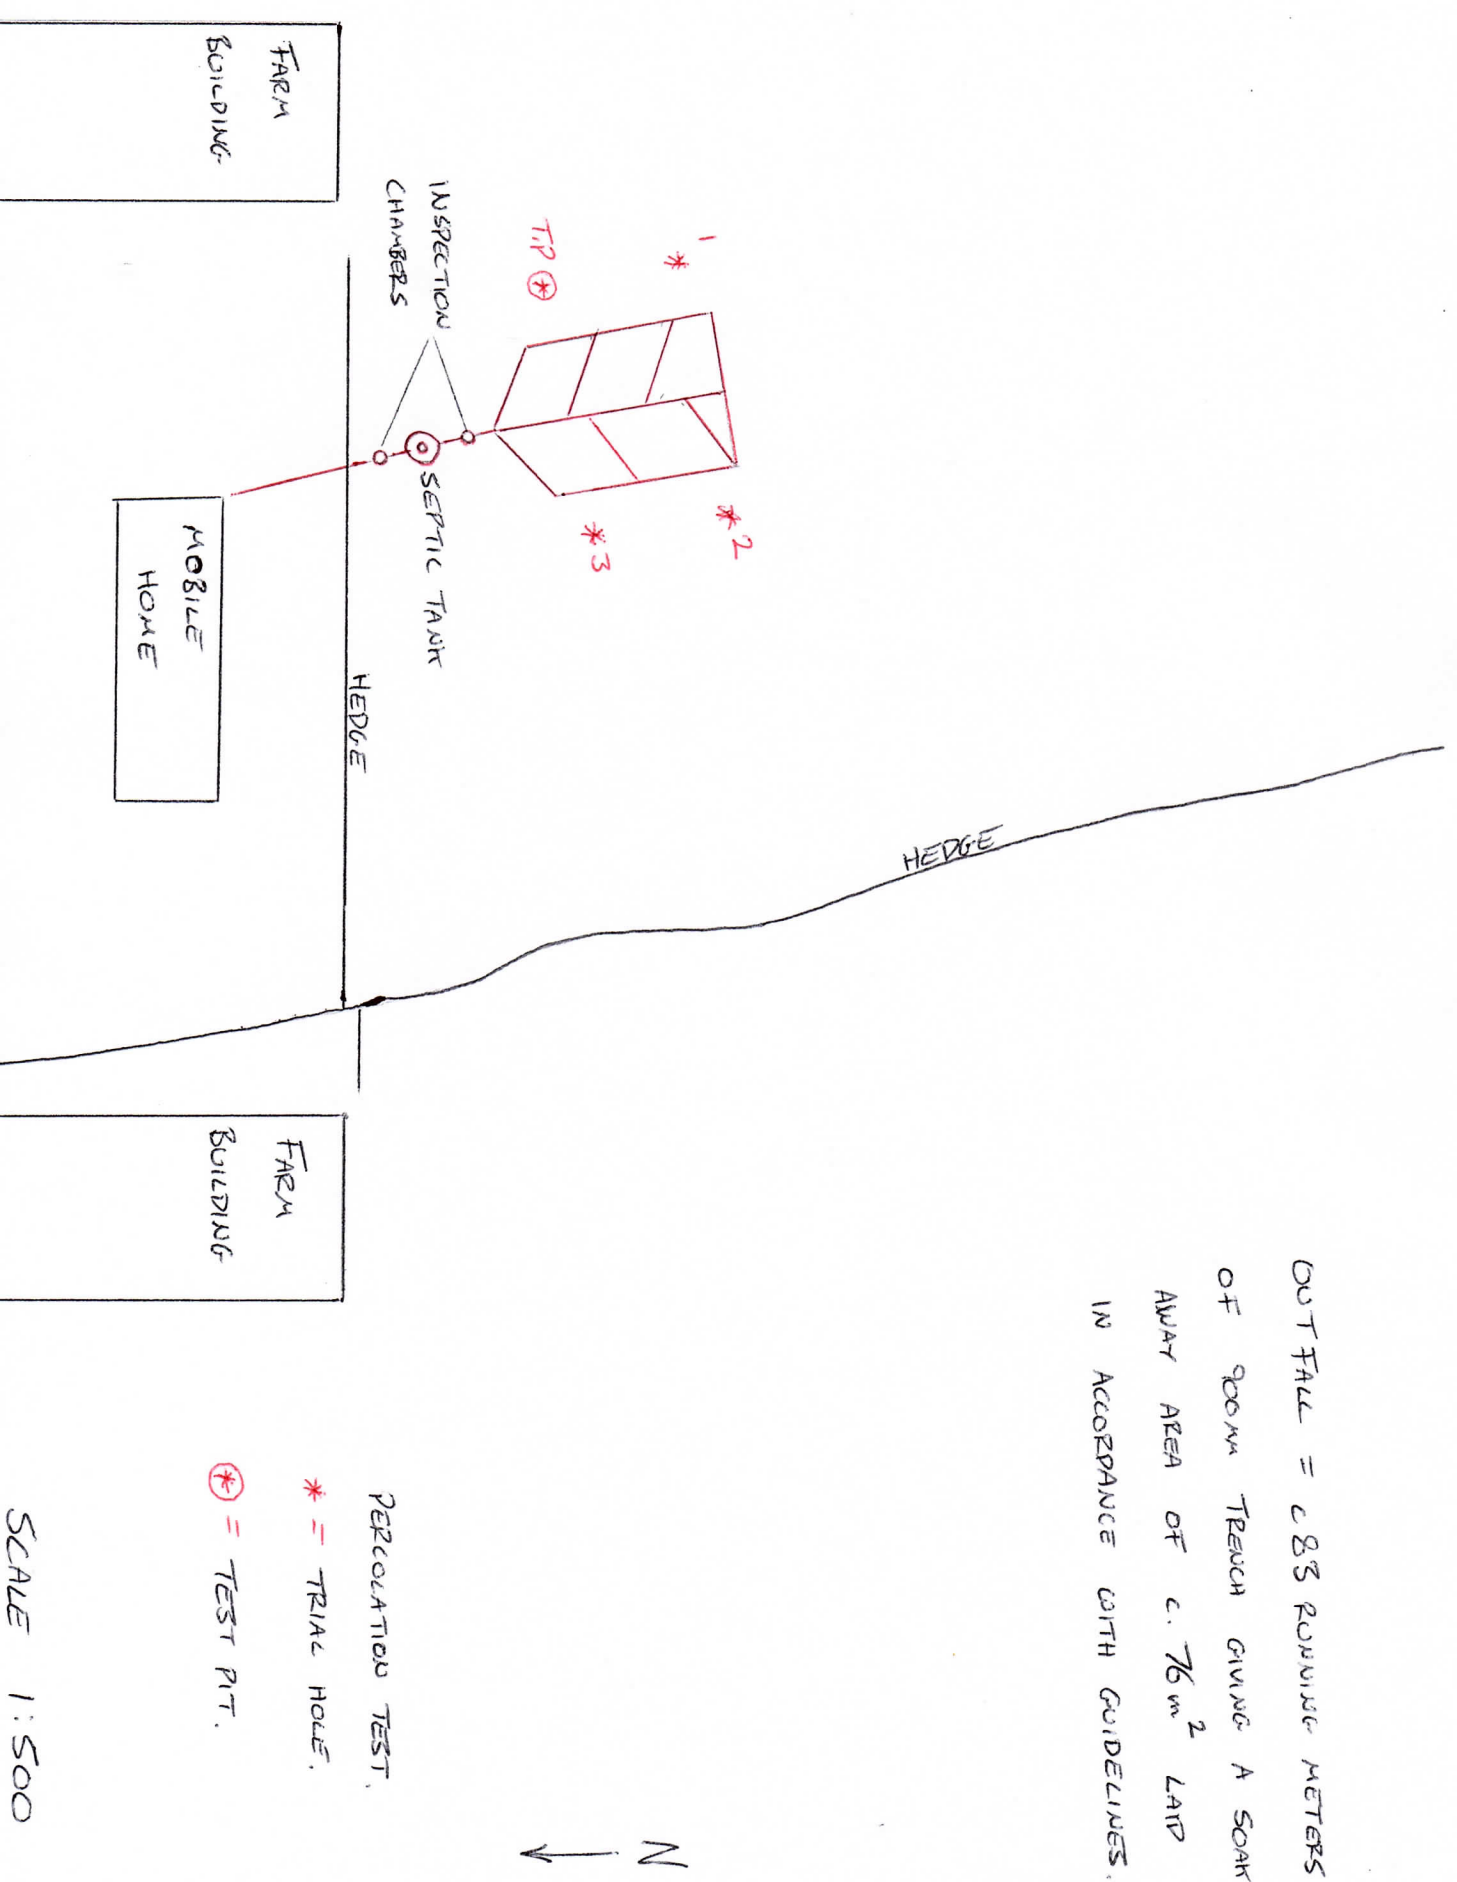 OUTFALL = c 83 RUNNING METERS
OF 900MM TRENCH GIVING A SOAK
AWAY AREA OF c. 76m² LAID
IN ACCORDANCE WITH GUIDELINES.
N
HEDGE
1
*
*2
TiP ⊛
*3
INSPECTION
CHAMBERS
SEPTIC TANK
HEDGE
FARM
BUILDING
MOBILE
HOME
FARM
BUILDING
PERCOLATION TEST.
* = TRIAL HOLE.
⊛ = TEST PIT.
SCALE 1:500